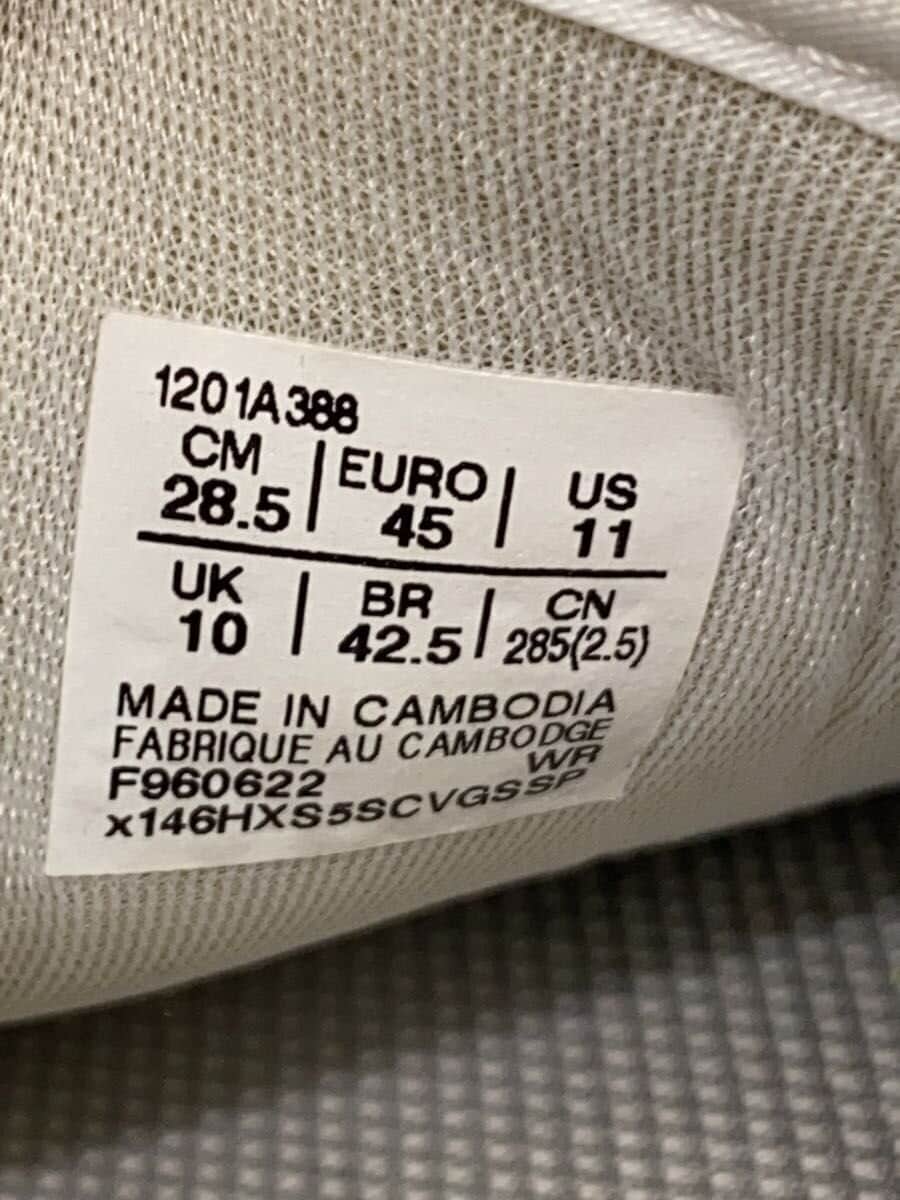 1201A388
CM | EURO | US
28.5 | 45 | 11
UK | BR | CN
10 | 42.5 | 285(2.5)
MADE IN CAMBODIA
FABRIQUE AU CAMBODGE
F960622 WR
x146HXS5SCVGSSP